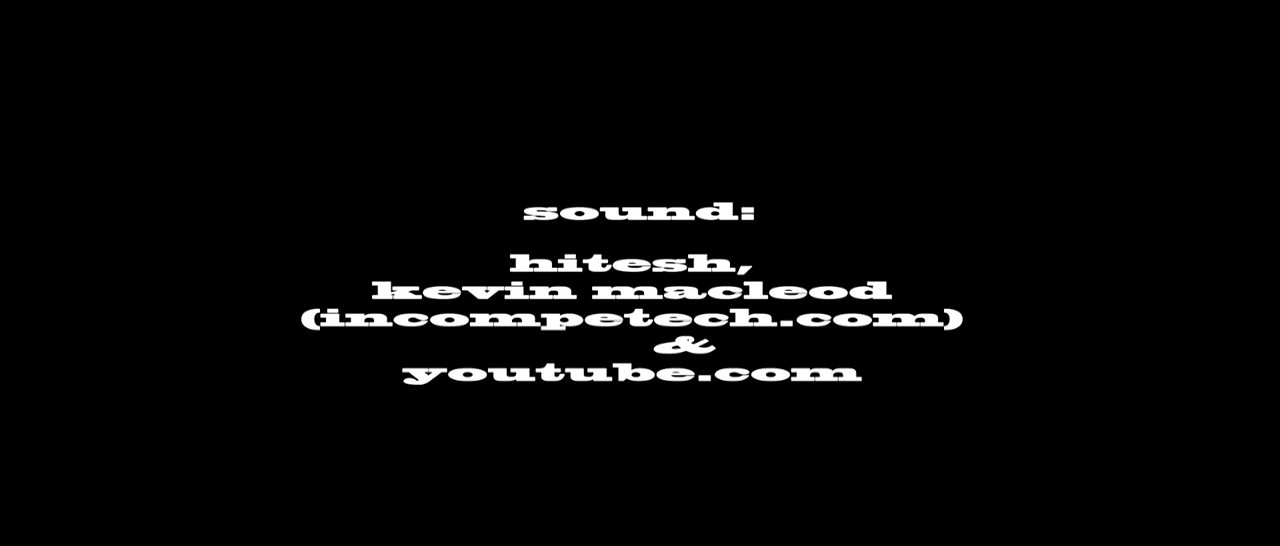 sound:
hitesh,
kevin macleod
(incompetech.com)
&
youtube.com